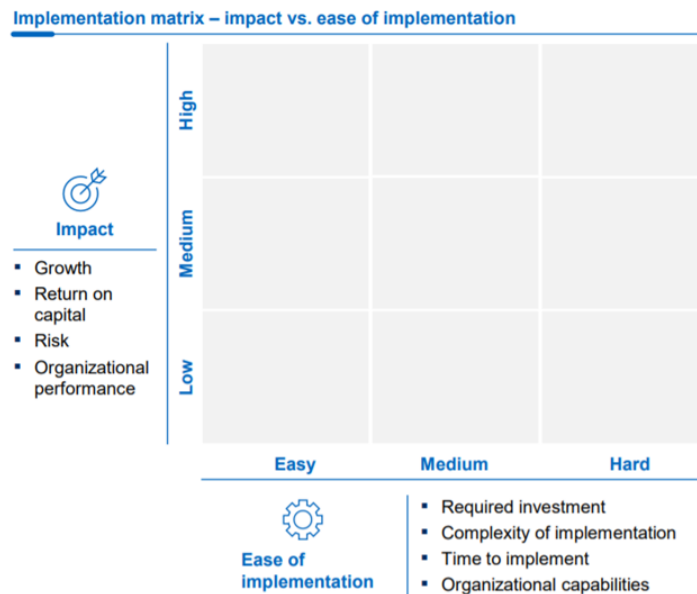 Implementation matrix – impact vs. ease of implementation
High
Medium
Low
Impact
▪ Growth
▪ Return on
capital
▪ Risk
▪ Organizational
performance
Easy
Medium
Hard
Ease of
implementation
▪ Required investment
▪ Complexity of implementation
▪ Time to implement
▪ Organizational capabilities